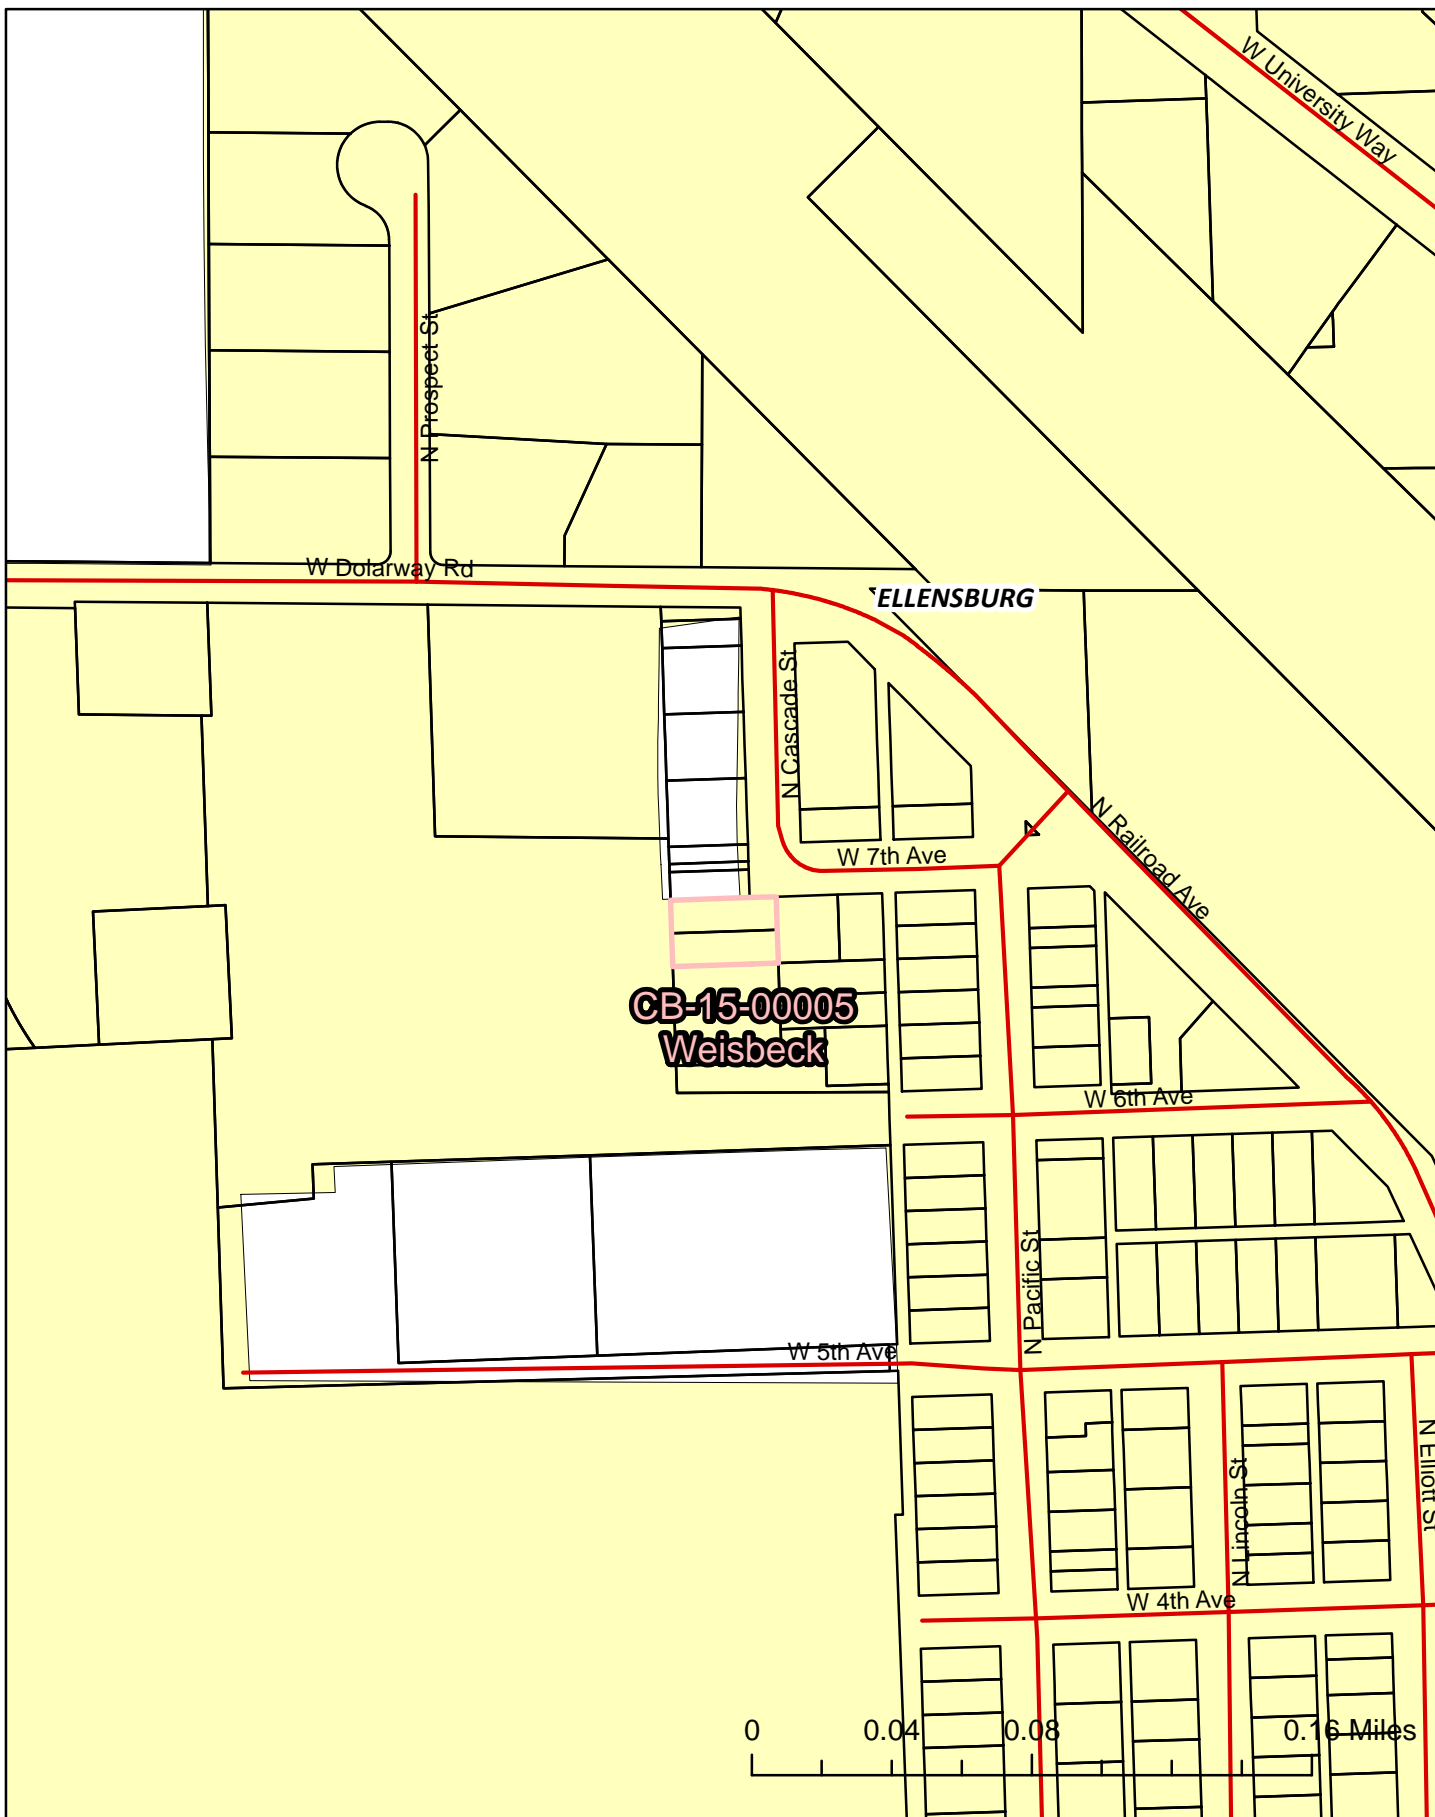 W University Way
N Prospect St
W Dolarway Rd
ELLENSBURG
N Cascade St
N Railroad Ave
W 7th Ave
CB-15-00005
Weisbeck
W 6th Ave
N Pacific St
W 5th Ave
N Elliott St
N Lincoln St
W 4th Ave
0 0.04 0.08 0.16 Miles